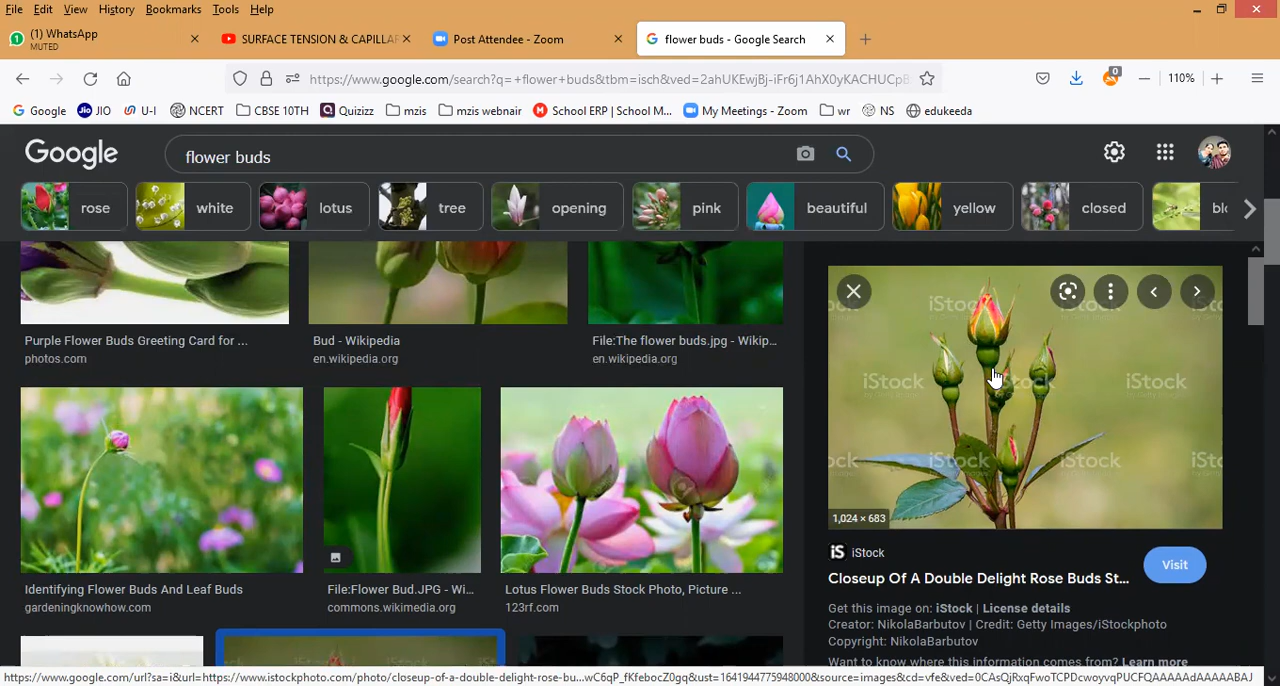 File Edit View History Bookmarks Tools Help
(1) WhatsApp
MUTED
SURFACE TENSION & CAPILLAR
Post Attendee - Zoom
flower buds - Google Search
https://www.google.com/search?q= +flower+buds&tbm=isch&ved=2ahUKEwjBj-iFr6j1AhX0yKACHUCpB
0
110%
Google JIO U-I NCERT CBSE 10TH Quizizz mzis mzis webnair School ERP | School M... My Meetings - Zoom wr NS edukeeda
Google
flower buds
rose white lotus tree opening pink beautiful yellow closed blo
Purple Flower Buds Greeting Card for ...
photos.com
Bud - Wikipedia
en.wikipedia.org
File:The flower buds.jpg - Wikip...
en.wikipedia.org
Identifying Flower Buds And Leaf Buds
gardeningknowhow.com
File:Flower Bud.JPG - Wi...
commons.wikimedia.org
Lotus Flower Buds Stock Photo, Picture ...
123rf.com
iStock
iStock
iStock
iStock
iStock
1,024 × 683
iS iStock
Closeup Of A Double Delight Rose Buds St...
Visit
Get this image on: iStock | License details
Creator: NikolaBarbutov | Credit: Getty Images/iStockphoto
Copyright: NikolaBarbutov
Want to know where this information comes from? Learn more
https://www.google.com/url?sa=i&url=https://www.istockphoto.com/photo/closeup-of-a-double-delight-rose-bu...wC6qP_fKfebocZ0gq&ust=1641944775948000&source=images&cd=vfe&ved=0CAsQjRxqFwoTCPDcwoyvqPUCFQAAAAAdAAAAABAJ